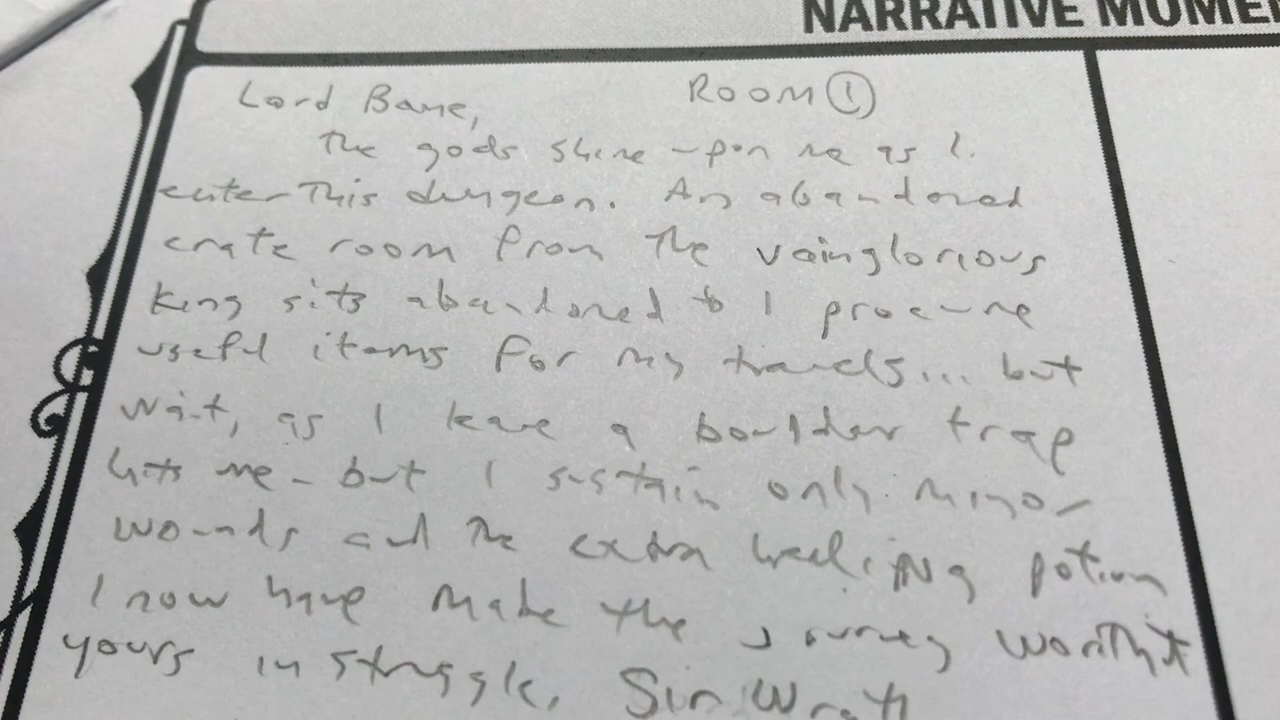 NARRATIVE MOME
Lord Bane, ROOM 1
The gods shine upon me as I
enter This dungeon. An abandoned
crate room from The vainglorious
King sits abandoned to I procure
useful items for my travels... but
wait, as I leave a boulder trap
hits me - but I sustain only minor
wounds and The extra healing potion
I now have make the journey worth it
yours in struggle, Sir Wrath